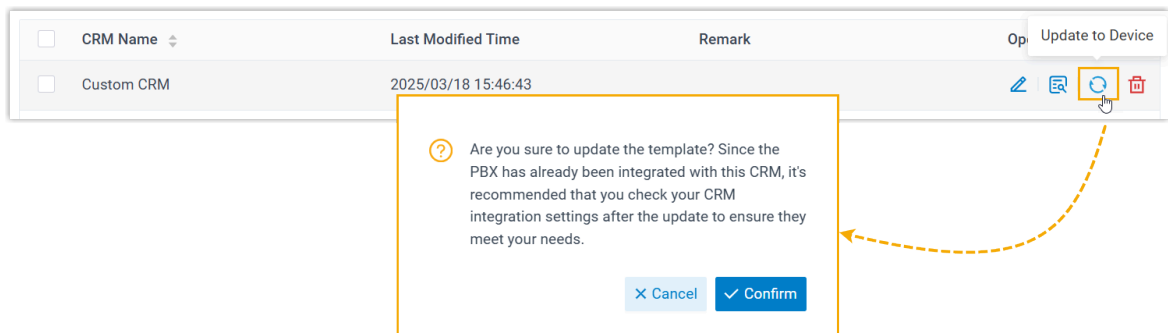 Update to Device
CRM Name Last Modified Time Remark Ope
Custom CRM 2025/03/18 15:46:43
Are you sure to update the template? Since the
PBX has already been integrated with this CRM, it's
recommended that you check your CRM
integration settings after the update to ensure they
meet your needs.
Cancel Confirm